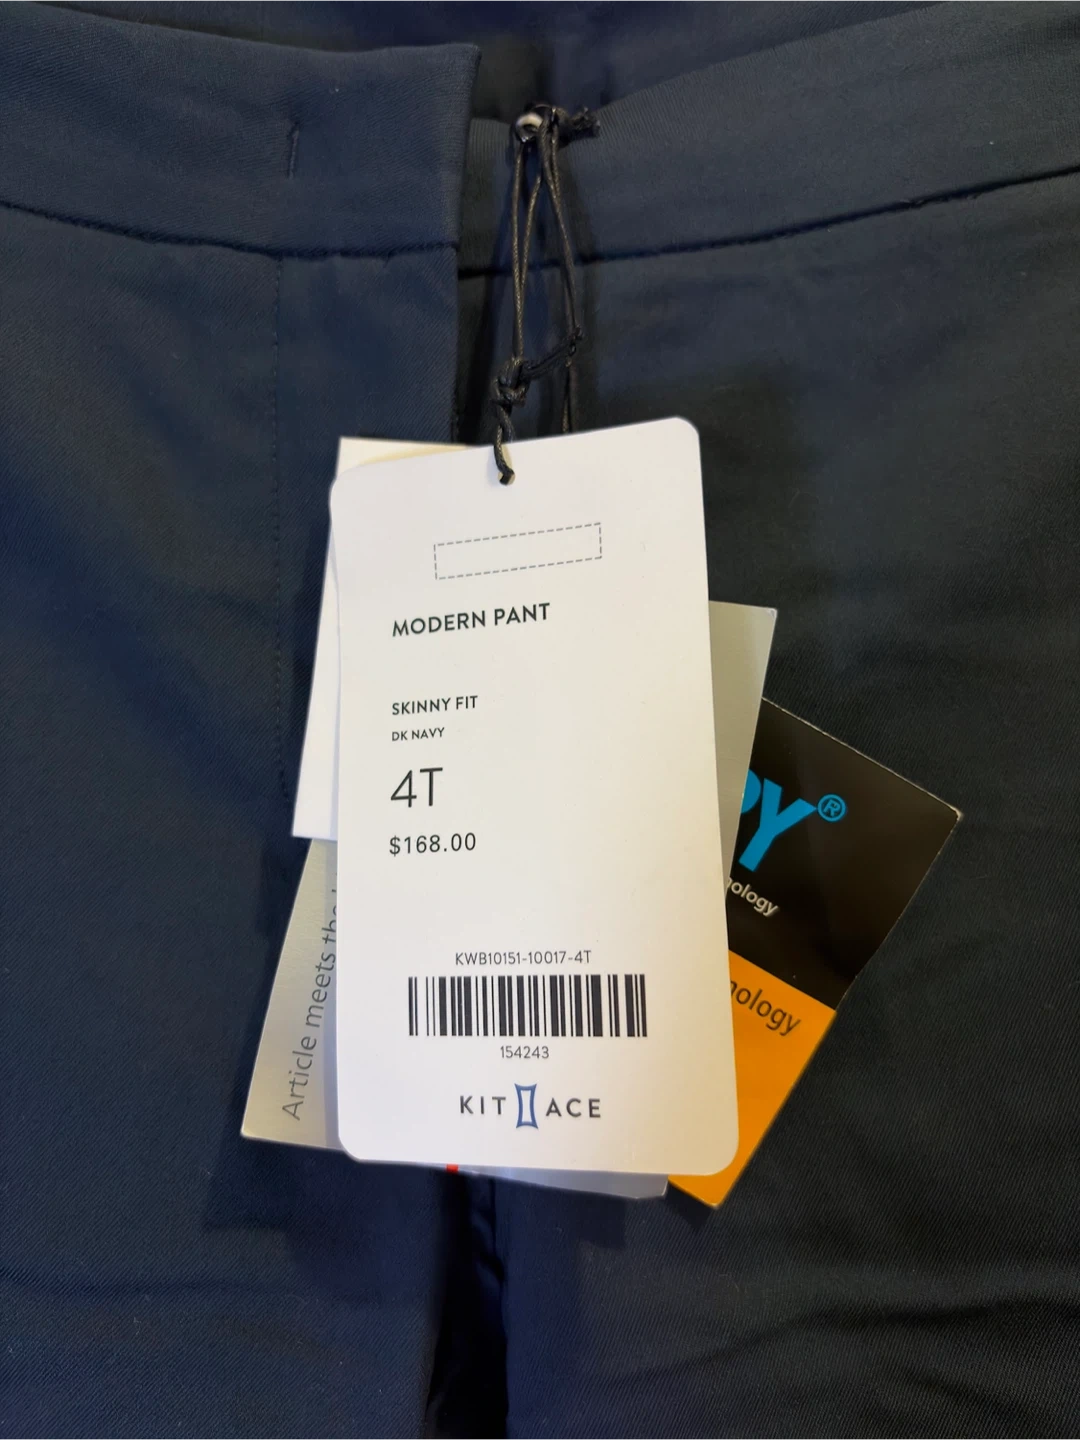 MODERN PANT
SKINNY FIT
DK NAVY
4T
$168.00
KWB10151-10017-4T
154243
KIT ACE
Article meets the
PY®
nology
nology